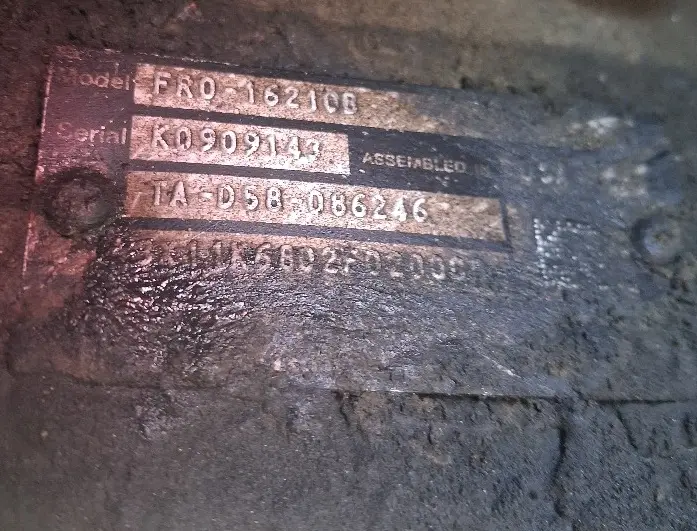 Model FRO-16210B
Serial K0909143 ASSEMBLED IN
TA-D58-086246